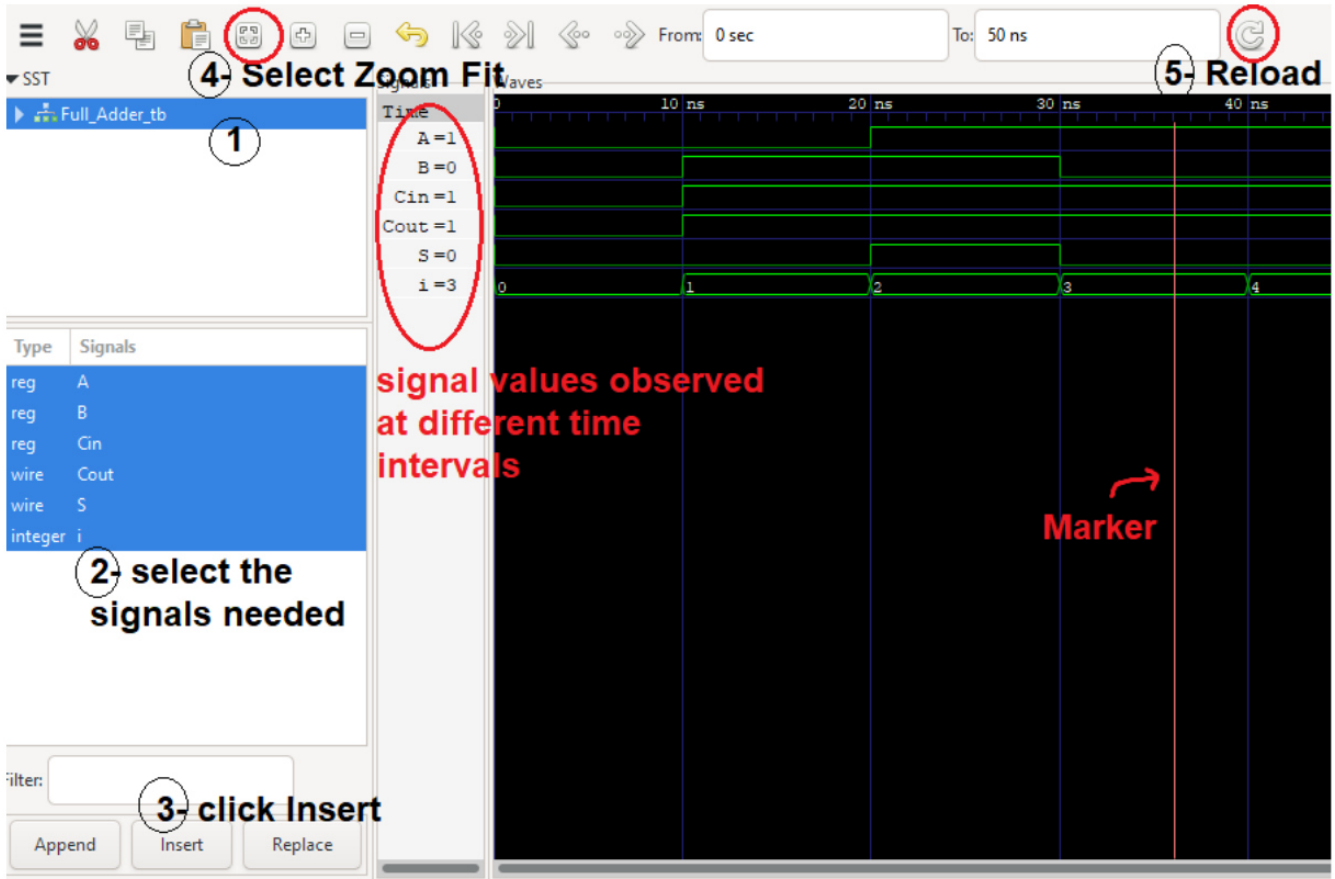 From: 0 sec To: 50 ns
4- Select Zoom Fit
5- Reload
SST
Signals
Waves
Full_Adder_tb
1
Time
0 10 ns 20 ns 30 ns 40 ns
A =1
B =0
Cin =1
Cout =1
S =0
i =3
0 1 2 3 4
Type Signals
reg A
reg B
reg Cin
wire Cout
wire S
integer i
signal values observed
at different time
intervals
Marker
2- select the
signals needed
Filter:
3- click Insert
Append Insert Replace